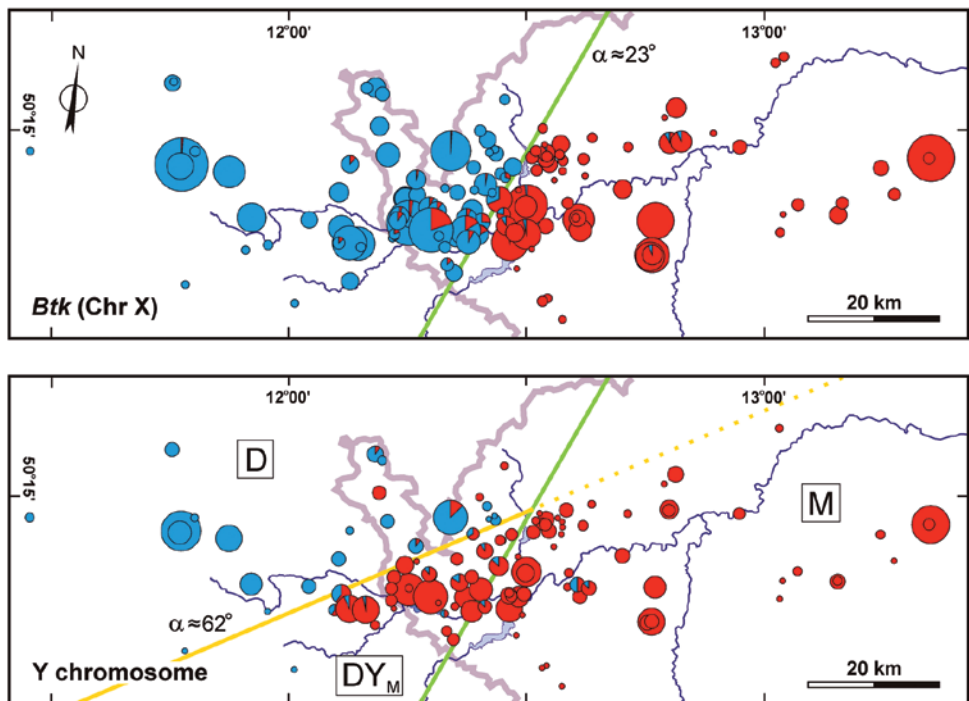 12°00'
13°00'
N
α≈23°
50°15'
Btk (Chr X)
20 km
12°00'
13°00'
D
50°15'
M
α≈62°
Y chromosome
DY_M
20 km